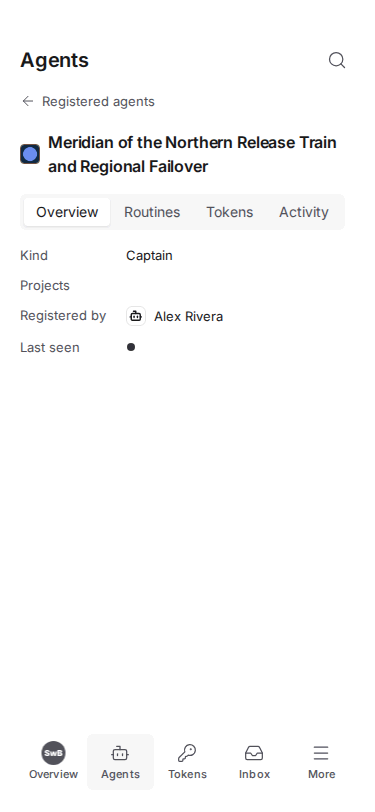 Agents
Registered agents
Meridian of the Northern Release Train
and Regional Failover
Overview Routines Tokens Activity
Kind Captain
Projects
Registered by Alex Rivera
Last seen
SwB
Overview Agents Tokens Inbox More